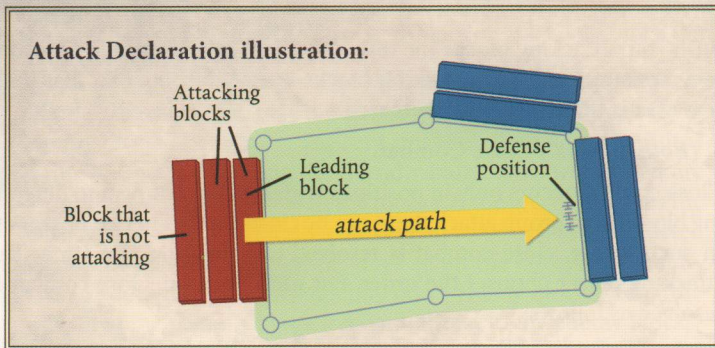 Attack Declaration illustration:
Attacking
blocks
Leading
block
Defense
position
Block that
is not
attacking
attack path